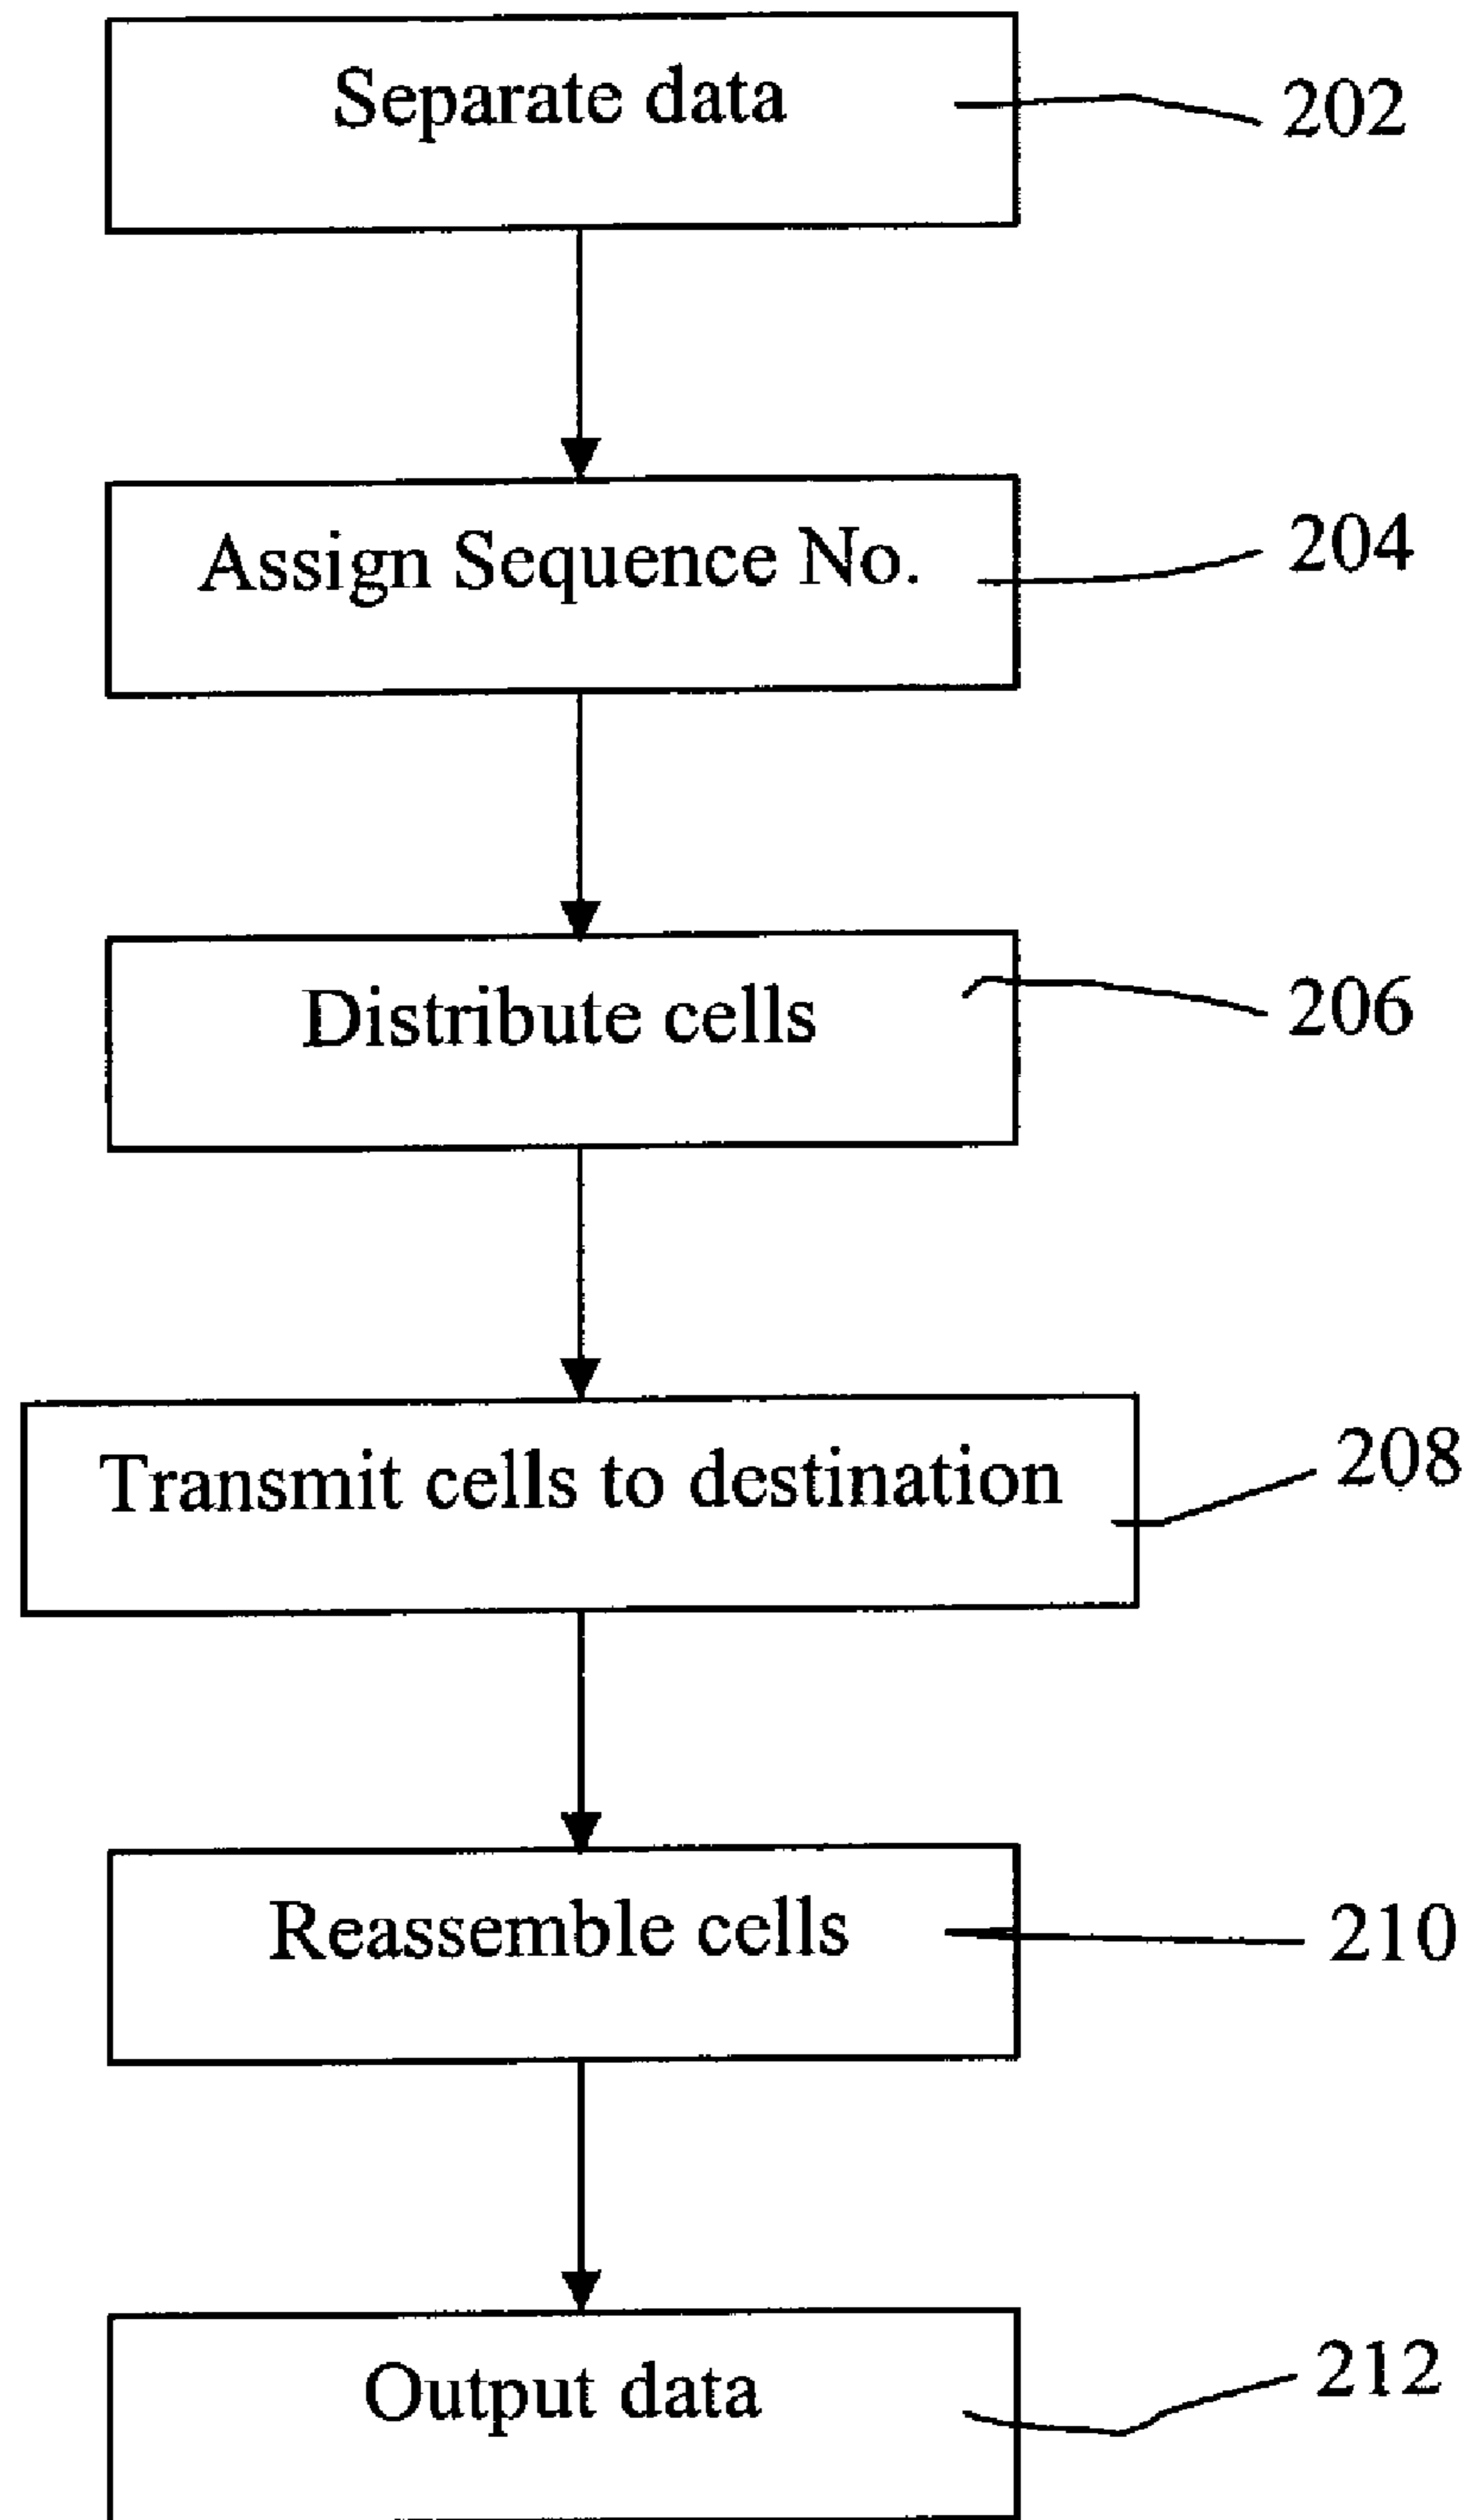 Separate data 202
Assign Sequence No. 204
Distribute cells 206
Transmit cells to destination 208
Reassemble cells 210
Output data 212